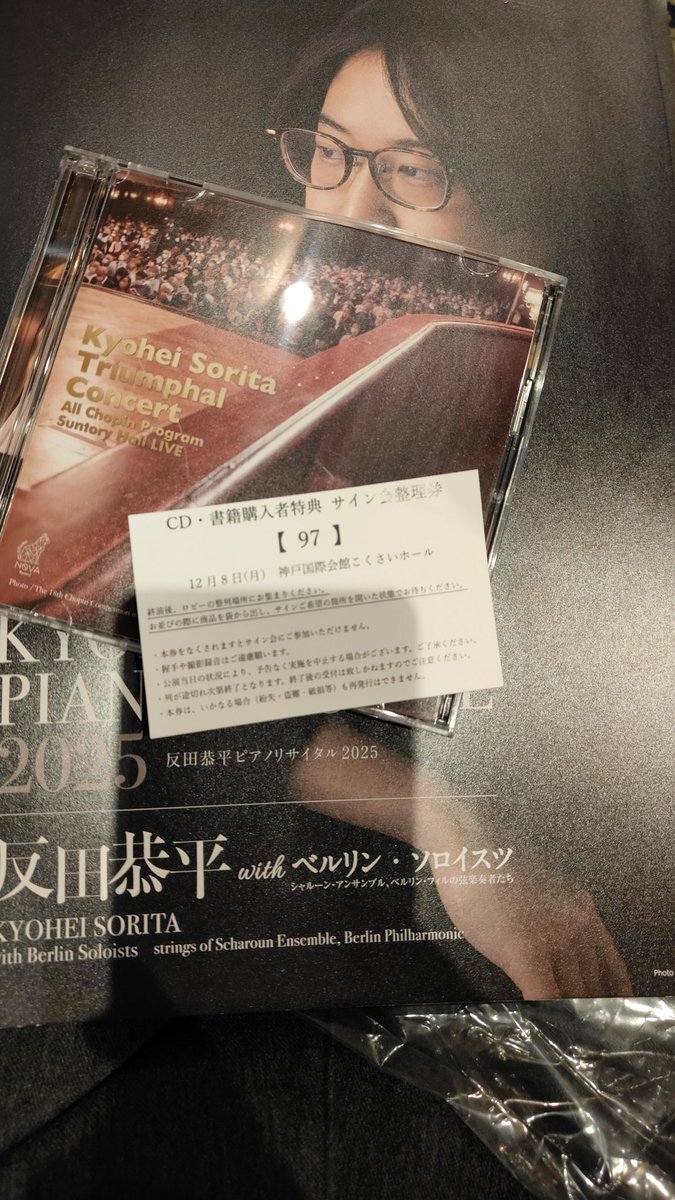 Kyohei Sorita
Triumphal
Concert
All Chopin Program
Suntory Hall LIVE
NOVA
Record
Photo / The 18th Chopin Competition
CD・書籍購入者特典 サイン会整理券
【 97 】
12月8日(月) 神戸国際会館こくさいホール
終演後、ロビーの整列場所にお集まりください。
お並びの際に商品を袋から出し、サインご希望の箇所を開いた状態でお待ちください。
・本券をなくされますとサイン会にご参加いただけません。
・握手や撮影録音はご遠慮願います。
・公演当日の状況により、予告なく実施を中止する場合がございます。ご了承ください。
・列が途切れ次第終了となります。終了後の受付は致しかねますのでご注意ください。
・本券は、いかなる場合（紛失・盗難・破損等）も再発行はできません。
KYO
PIAN
2025
反田恭平ピアノリサイタル2025
反田恭平 with ベルリン・ソロイスツ
シャルーン・アンサンブル、ベルリン・フィルの弦楽奏者たち
KYOHEI SORITA
with Berlin Soloists strings of Scharoun Ensemble, Berlin Philharmonic
Photo